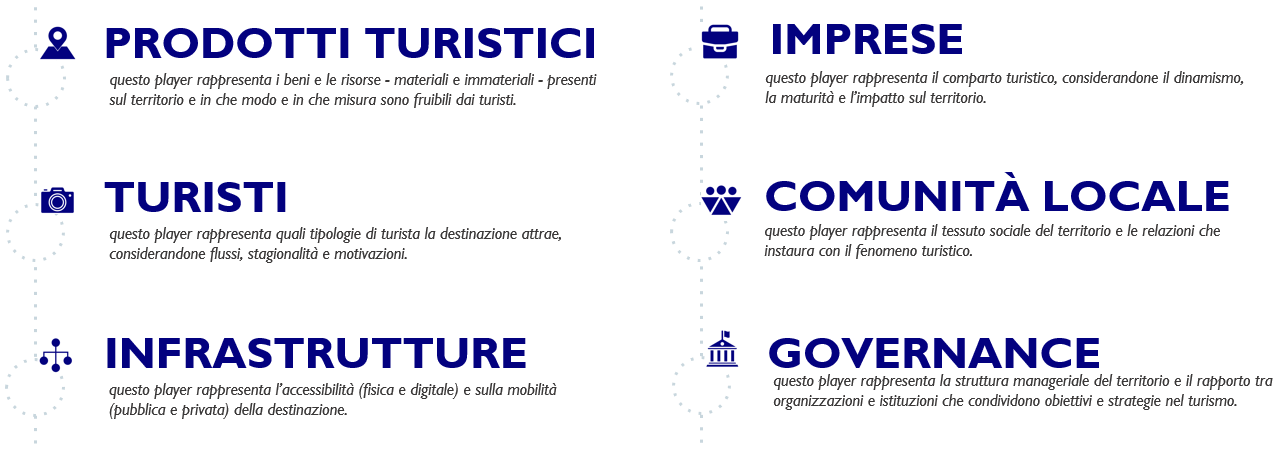 PRODOTTI TURISTICI
questo player rappresenta i beni e le risorse - materiali e immateriali - presenti
sul territorio e in che modo e in che misura sono fruibili dai turisti.
TURISTI
questo player rappresenta quali tipologie di turista la destinazione attrae,
considerandone flussi, stagionalità e motivazioni.
INFRASTRUTTURE
questo player rappresenta l'accessibilità (fisica e digitale) e sulla mobilità
(pubblica e privata) della destinazione.
IMPRESE
questo player rappresenta il comparto turistico, considerandone il dinamismo,
la maturità e l'impatto sul territorio.
COMUNITÀ LOCALE
questo player rappresenta il tessuto sociale del territorio e le relazioni che
instaura con il fenomeno turistico.
GOVERNANCE
questo player rappresenta la struttura manageriale del territorio e il rapporto tra
organizzazioni e istituzioni che condividono obiettivi e strategie nel turismo.